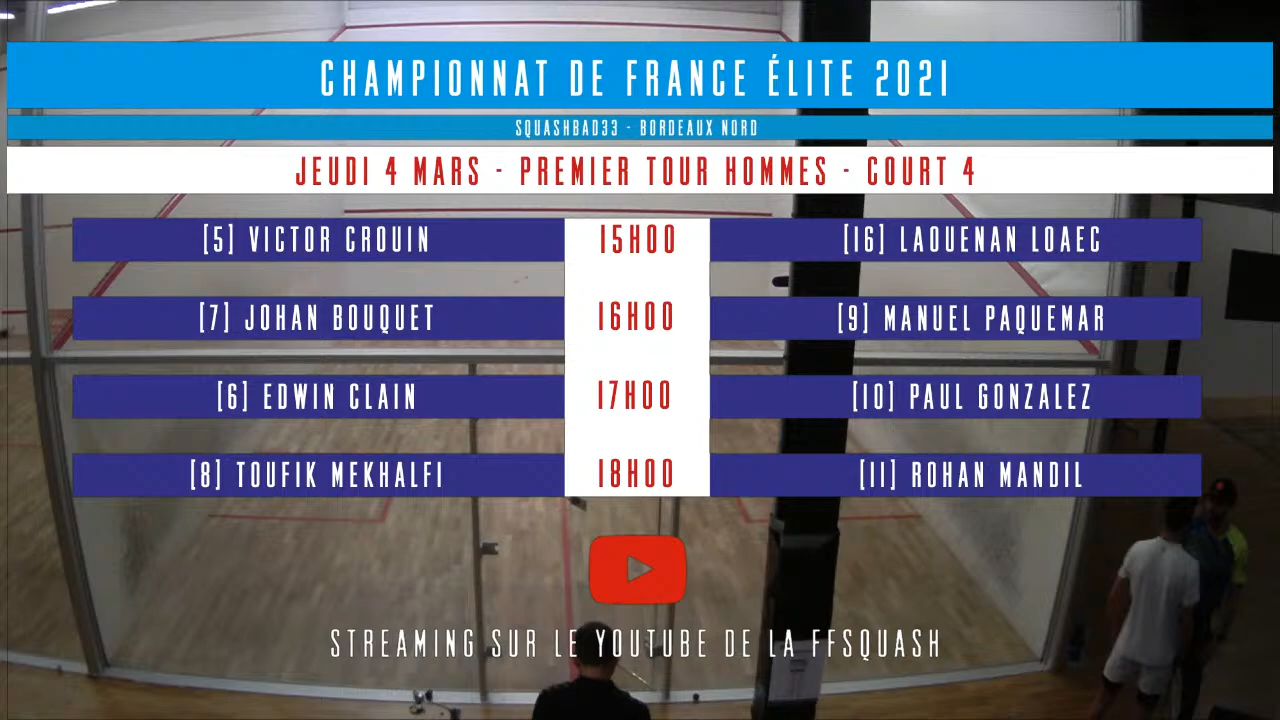 CHAMPIONNAT DE FRANCE ÉLITE 2021
SQUASHBAD33 - BORDEAUX NORD
JEUDI 4 MARS - PREMIER TOUR HOMMES - COURT 4
[5] VICTOR CROUIN 15H00 [16] LAOUENAN LOAEC
[7] JOHAN BOUQUET 16H00 [9] MANUEL PAQUEMAR
[6] EDWIN CLAIN 17H00 [10] PAUL GONZALEZ
[8] TOUFIK MEKHALFI 18H00 [11] ROHAN MANDIL
STREAMING SUR LE YOUTUBE DE LA FFSQUASH